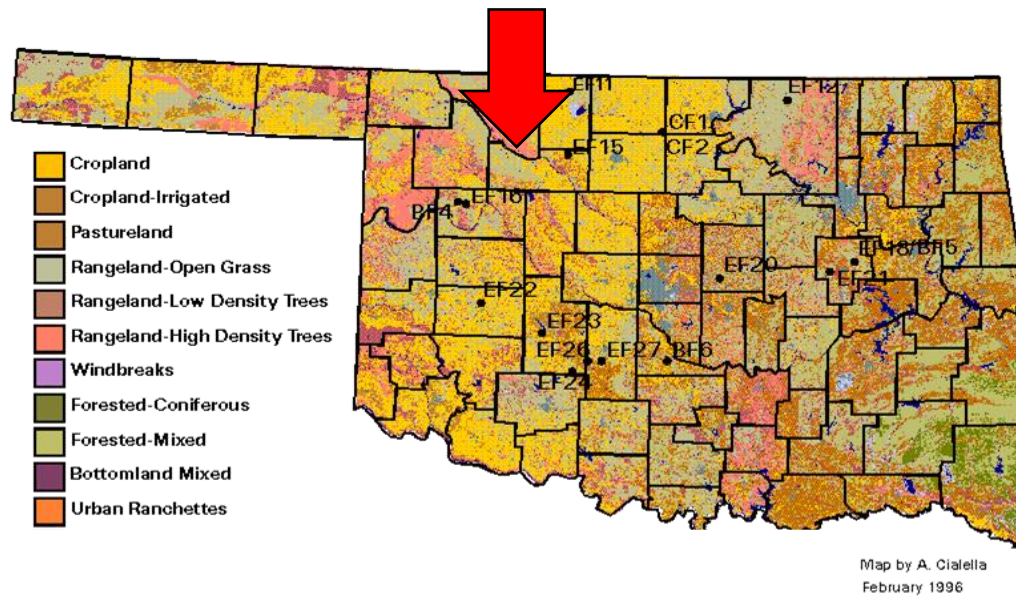 EF11
EF12
CF1
CF2
EF15
EF16
BF4
EF18/BF5
EF21
EF20
EF22
EF23
EF26
EF27
BF6
EF24
Cropland
Cropland-Irrigated
Pastureland
Rangeland-Open Grass
Rangeland-Low Density Trees
Rangeland-High Density Trees
Windbreaks
Forested-Coniferous
Forested-Mixed
Bottomland Mixed
Urban Ranchettes
Map by A. Cialella
February 1996